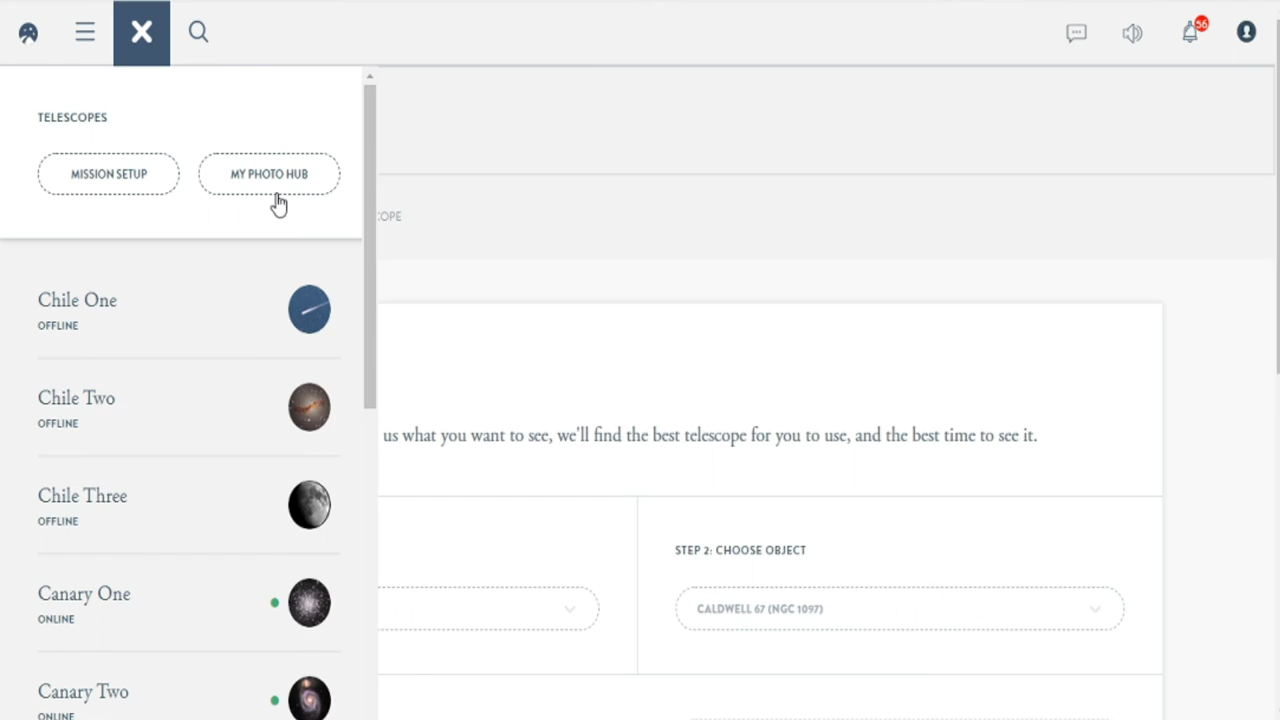 56
TELESCOPES
MISSION SETUP
MY PHOTO HUB
Chile One
OFFLINE
Chile Two
OFFLINE
Chile Three
OFFLINE
Canary One
ONLINE
Canary Two
ONLINE
us what you want to see, we'll find the best telescope for you to use, and the best time to see it.
STEP 2: CHOOSE OBJECT
CALDWELL 67 (NGC 1097)